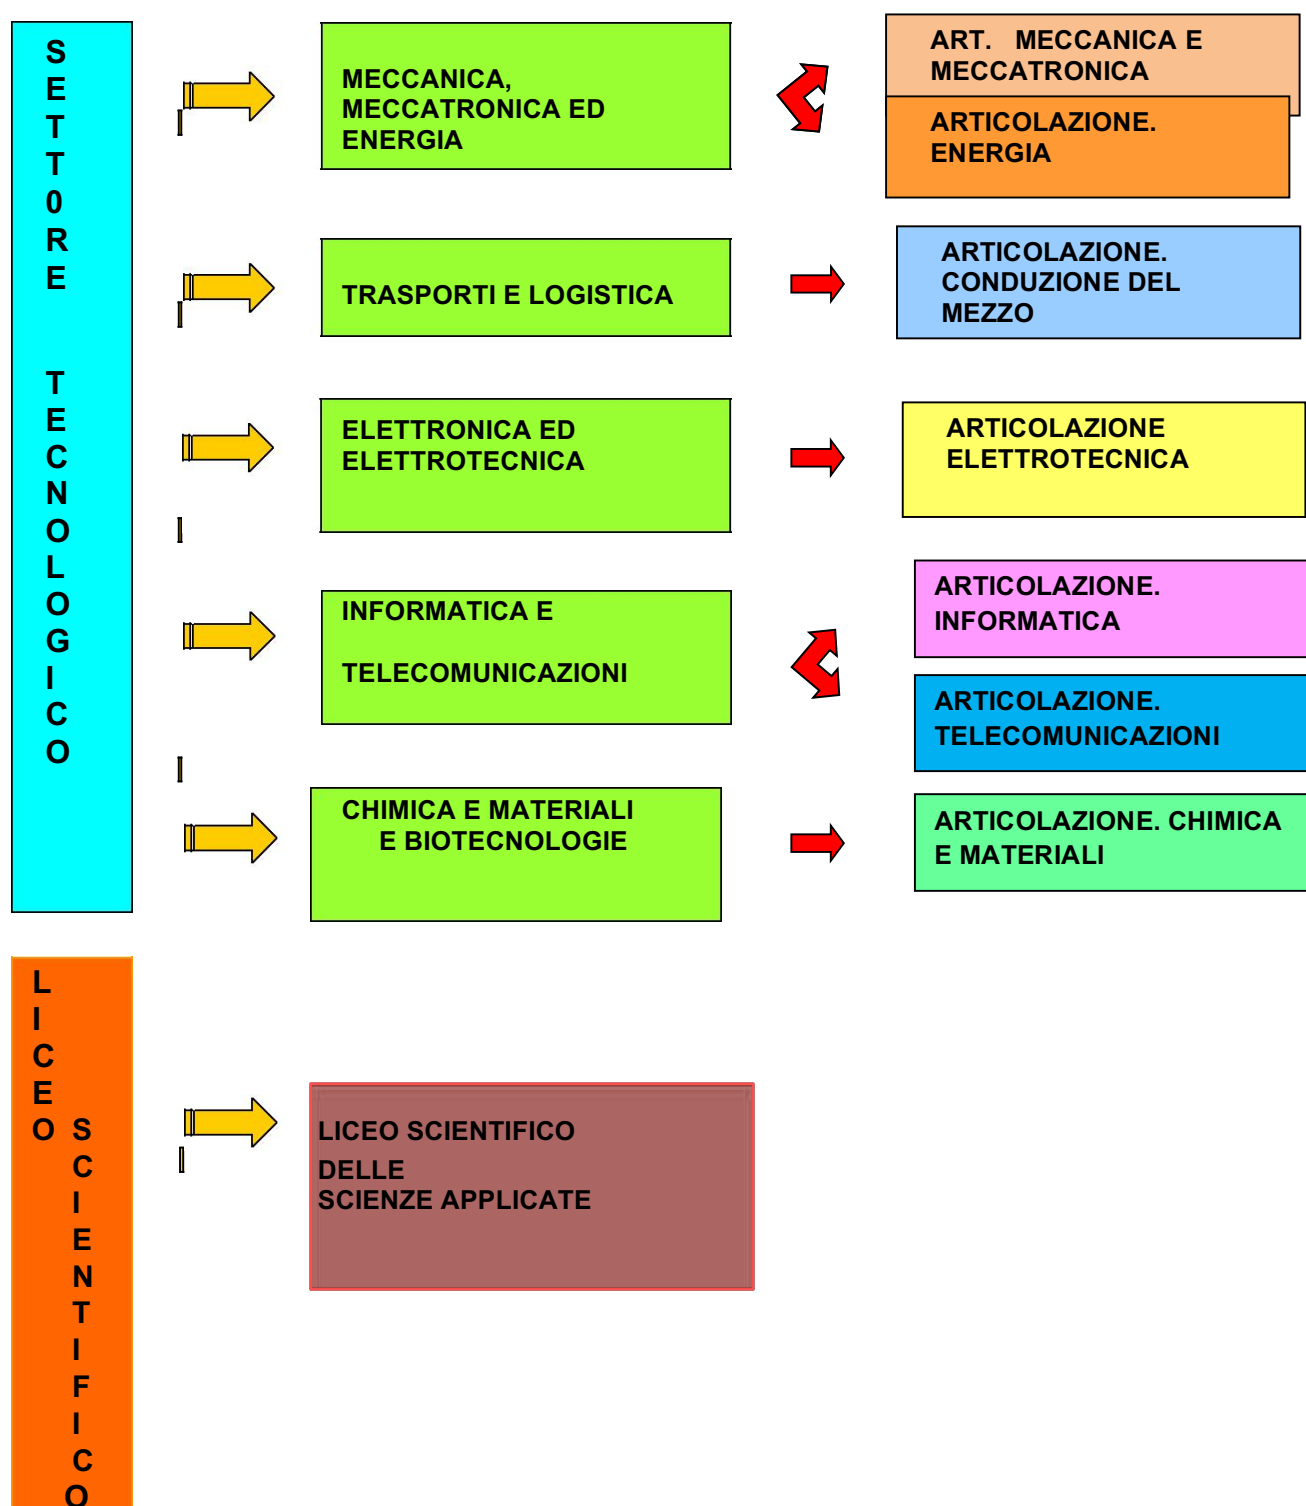 SETT0RE TECNOLOGICO
MECCANICA,
MECCATRONICA ED
ENERGIA
ART. MECCANICA E
MECCATRONICA
ARTICOLAZIONE.
ENERGIA
TRASPORTI E LOGISTICA
ARTICOLAZIONE.
CONDUZIONE DEL
MEZZO
ELETTRONICA ED
ELETTROTECNICA
ARTICOLAZIONE
ELETTROTECNICA
INFORMATICA E
TELECOMUNICAZIONI
ARTICOLAZIONE.
INFORMATICA
ARTICOLAZIONE.
TELECOMUNICAZIONI
CHIMICA E MATERIALI
E BIOTECNOLOGIE
ARTICOLAZIONE. CHIMICA
E MATERIALI
LICEO
SCIENTIFICO
LICEO SCIENTIFICO
DELLE
SCIENZE APPLICATE